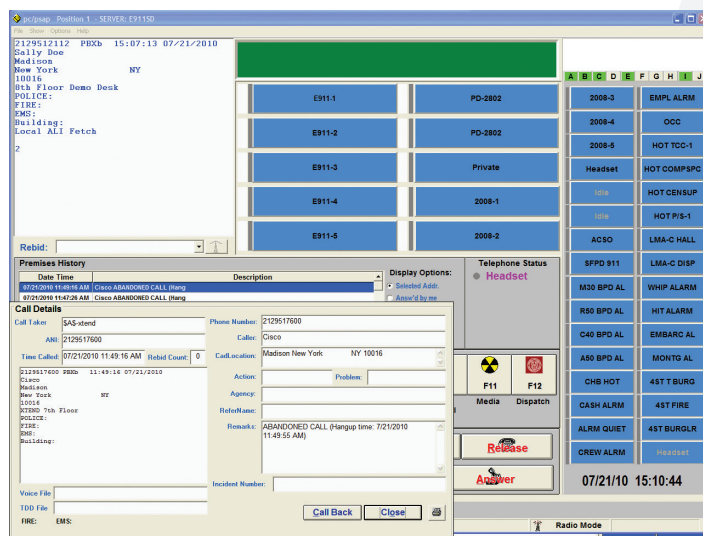 pc/psap Position 1 - SERVER: E911SD
File Show Options Help
2129512112 PBXb 15:07:13 07/21/2010
Sally Doe
Madison
New York NY
10016
8th Floor Demo Desk
POLICE:
FIRE:
EMS:
Building:
Local ALI Fetch
2
Rebid:
A B C D E F G H I J
E911-1 PD-2802 2008-3 EMPL ALRM
E911-2 PD-2802 2008-4 OCC
E911-3 Private 2008-5 HOT TCC-1
E911-4 2008-1 Headset HOT COMPSPC
E911-5 2008-2 Idle HOT CENSUP
Idle HOT P/S-1
ACSO LMA-C HALL
SFPD 911 LMA-C DISP
M30 BPD AL WHIP ALARM
R50 BPD AL HIT ALARM
C40 BPD AL EMBARC AL
A50 BPD AL MONTG AL
CHB HOT 4ST T BURG
CASH ALRM 4ST FIRE
ALRM QUIET 4ST BURGLR
CREW ALRM Headset
07/21/10 15:10:44
Premises History
Date Time Description
07/21/2010 11:49:16 AM Cisco ABANDONED CALL (Hang
07/21/2010 11:47:26 AM Cisco ABANDONED CALL (Hang
Display Options:
Selected Addr.
Answ'd by me
Telephone Status
Headset
Call Details
Call Taker $A$-xtend
ANI: 2129517600
Time Called: 07/21/2010 11:49:16 AM Rebid Count: 0
2129517600 PBXb 11:49:16 07/21/2010
Cisco
Madison
New York NY
10016
XTEND 7th Floor
POLICE:
FIRE:
EMS:
Building:
Voice File
TDD File
FIRE: EMS:
Phone Number: 2129517600
Caller: Cisco
CadLocation: Madison New York NY 10016
Action: Problem:
Agency:
ReferName:
Remarks: ABANDONED CALL (Hangup time: 7/21/2010
11:49:55 AM)
Incident Number:
Call Back Close
F11 F12
Media Dispatch
Release
Answer
Radio Mode